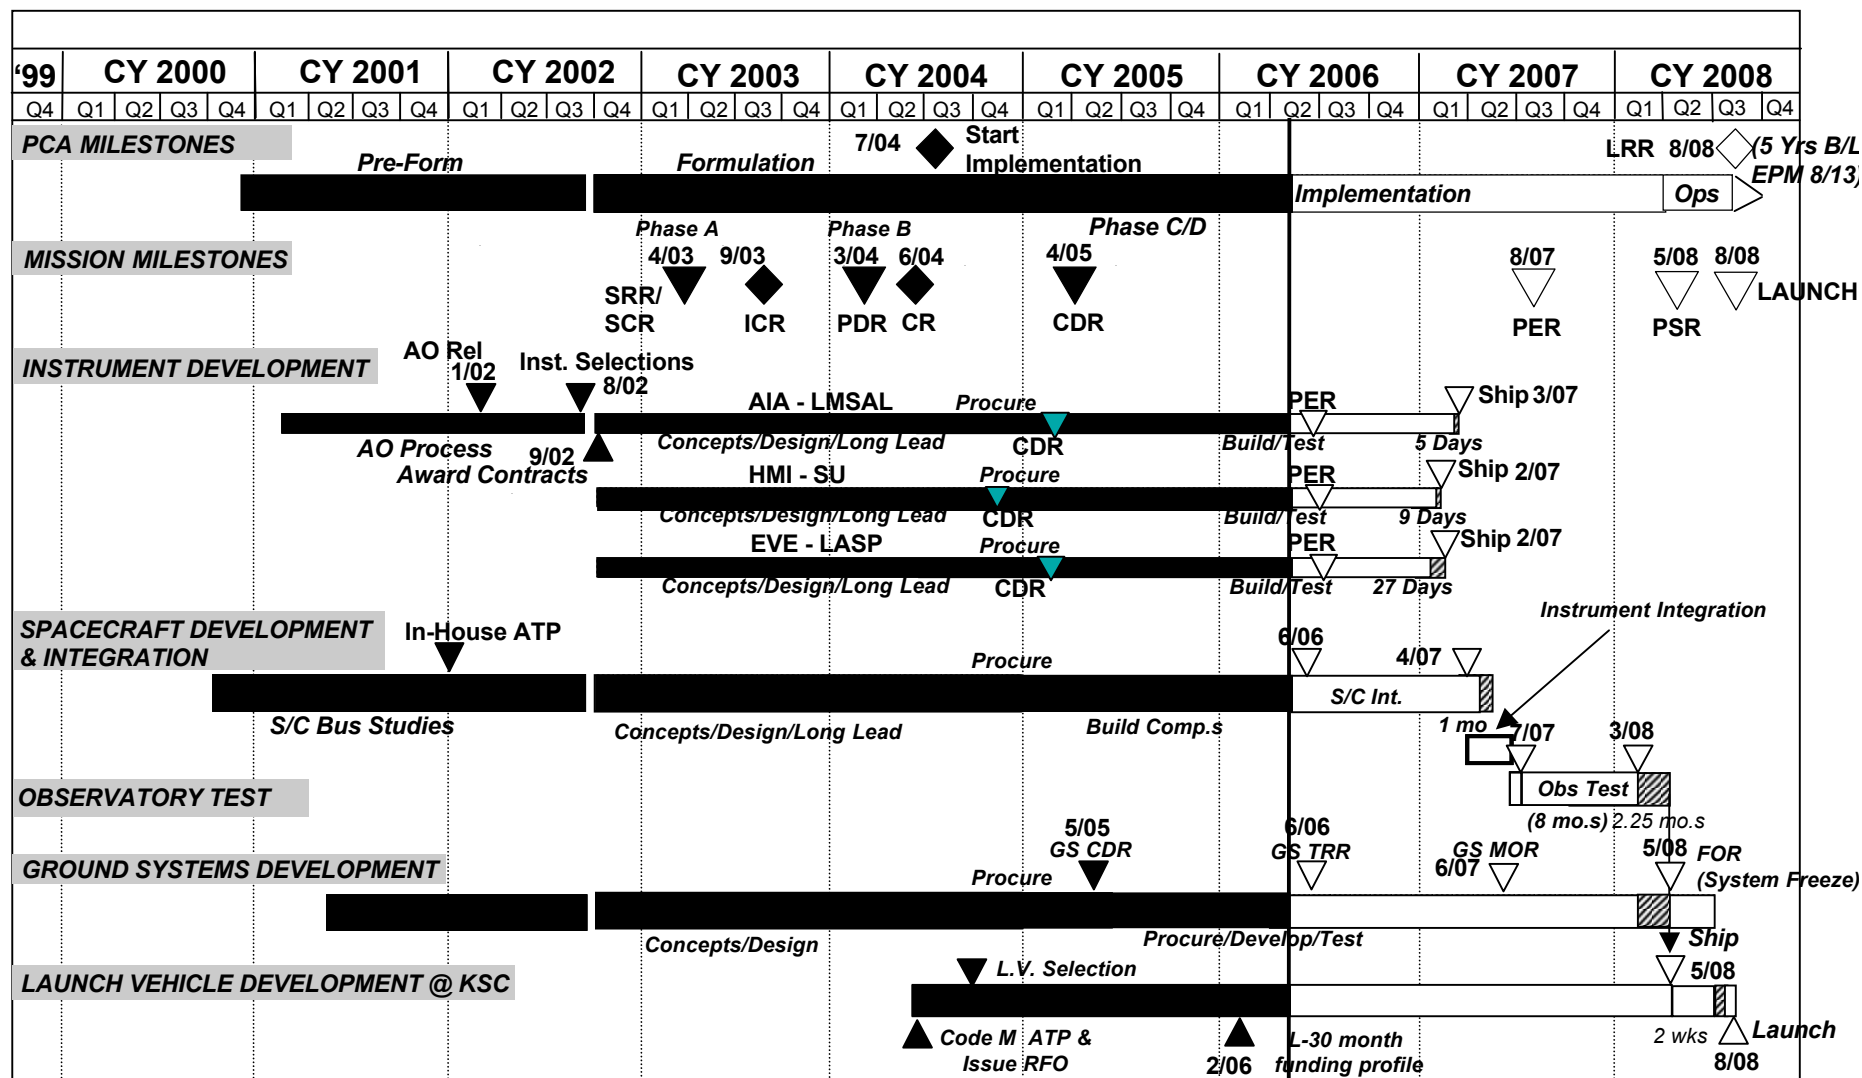 '99 CY 2000 CY 2001 CY 2002 CY 2003 CY 2004 CY 2005 CY 2006 CY 2007 CY 2008
Q4 Q1 Q2 Q3 Q4 Q1 Q2 Q3 Q4 Q1 Q2 Q3 Q4 Q1 Q2 Q3 Q4 Q1 Q2 Q3 Q4 Q1 Q2 Q3 Q4 Q1 Q2 Q3 Q4 Q1 Q2 Q3 Q4 Q1 Q2 Q3 Q4
PCA MILESTONES
Pre-Form
Formulation
7/04
Start
Implementation
LRR 8/08
(5 Yrs B/L
EPM 8/13)
Implementation
Ops
Phase A
Phase B
Phase C/D
MISSION MILESTONES
4/03 9/03 3/04 6/04 4/05 8/07 5/08 8/08
SRR/
SCR
ICR PDR CR CDR PER PSR
LAUNCH
INSTRUMENT DEVELOPMENT
AO Rel
1/02
Inst. Selections
8/02
AIA - LMSAL
Procure
PER
Ship 3/07
AO Process
Concepts/Design/Long Lead
CDR
Build/Test
5 Days
9/02
Award Contracts
HMI - SU
Procure
PER
Ship 2/07
Concepts/Design/Long Lead
CDR
Build/Test
9 Days
EVE - LASP
Procure
PER
Ship 2/07
Concepts/Design/Long Lead
CDR
Build/Test
27 Days
Instrument Integration
SPACECRAFT DEVELOPMENT
& INTEGRATION
In-House ATP
Procure
6/06
4/07
S/C Int.
S/C Bus Studies
Concepts/Design/Long Lead
Build Comp.s
1 mo
7/07
3/08
OBSERVATORY TEST
Obs Test
(8 mo.s) 2.25 mo.s
GROUND SYSTEMS DEVELOPMENT
5/05
GS CDR
6/06
GS TRR
GS MOR
6/07
5/08
FOR
(System Freeze)
Procure
Concepts/Design
Procure/Develop/Test
Ship
LAUNCH VEHICLE DEVELOPMENT @ KSC
L.V. Selection
5/08
Code M ATP &
Issue RFO
2/06
L-30 month
funding profile
2 wks
Launch
8/08